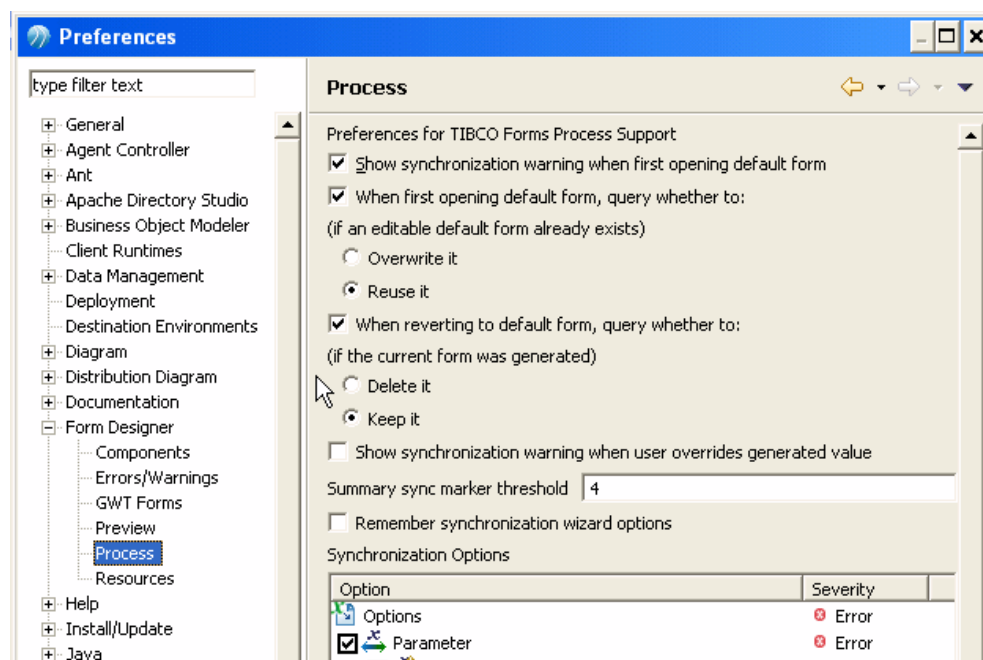 Preferences
type filter text
General
Agent Controller
Ant
Apache Directory Studio
Business Object Modeler
Client Runtimes
Data Management
Deployment
Destination Environments
Diagram
Distribution Diagram
Documentation
Form Designer
Components
Errors/Warnings
GWT Forms
Preview
Process
Resources
Help
Install/Update
Java
Process
Preferences for TIBCO Forms Process Support
Show synchronization warning when first opening default form
When first opening default form, query whether to:
(if an editable default form already exists)
Overwrite it
Reuse it
When reverting to default form, query whether to:
(if the current form was generated)
Delete it
Keep it
Show synchronization warning when user overrides generated value
Summary sync marker threshold 4
Remember synchronization wizard options
Synchronization Options
Option Severity
Options Error
Parameter Error